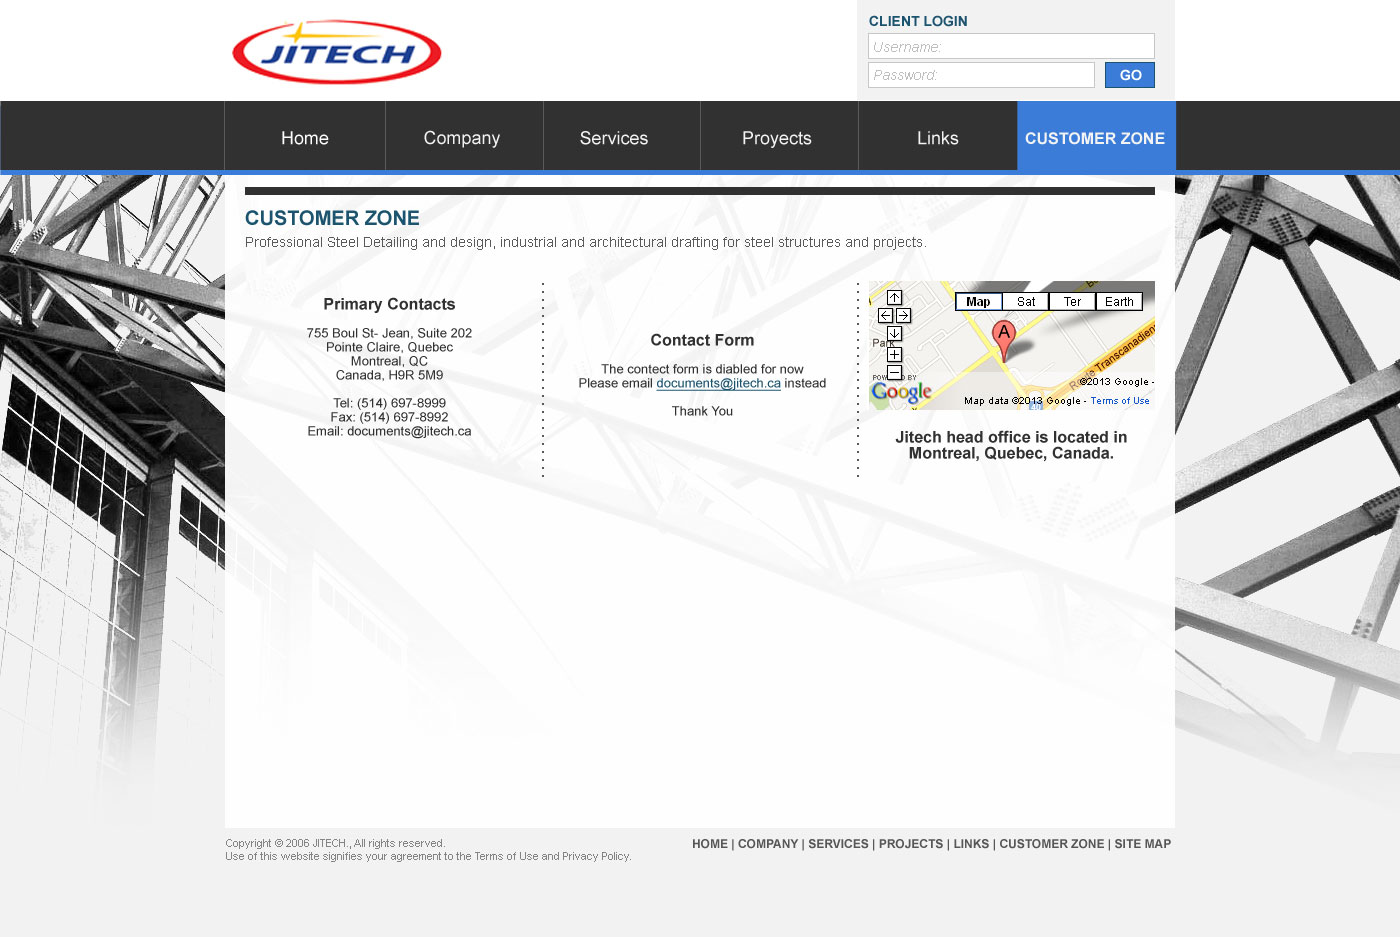 JITECH
CLIENT LOGIN
Username:
Password:
GO
Home
Company
Services
Proyects
Links
CUSTOMER ZONE
CUSTOMER ZONE
Professional Steel Detailing and design, industrial and architectural drafting for steel structures and projects.
Primary Contacts
755 Boul St- Jean, Suite 202
Pointe Claire, Quebec
Montreal, QC
Canada, H9R 5M9
Tel: (514) 697-8999
Fax: (514) 697-8992
Email: documents@jitech.ca
Contact Form
The contect form is diabled for now
Please email documents@jitech.ca instead
Thank You
Map
Sat
Ter
Earth
A
Park
Route Transcanadien
POWERED BY
Google
©2013 Google -
Map data ©2013 Google - Terms of Use
40
Jitech head office is located in
Montreal, Quebec, Canada.
Copyright © 2006 JITECH., All rights reserved.
Use of this website signifies your agreement to the Terms of Use and Privacy Policy.
HOME | COMPANY | SERVICES | PROJECTS | LINKS | CUSTOMER ZONE | SITE MAP